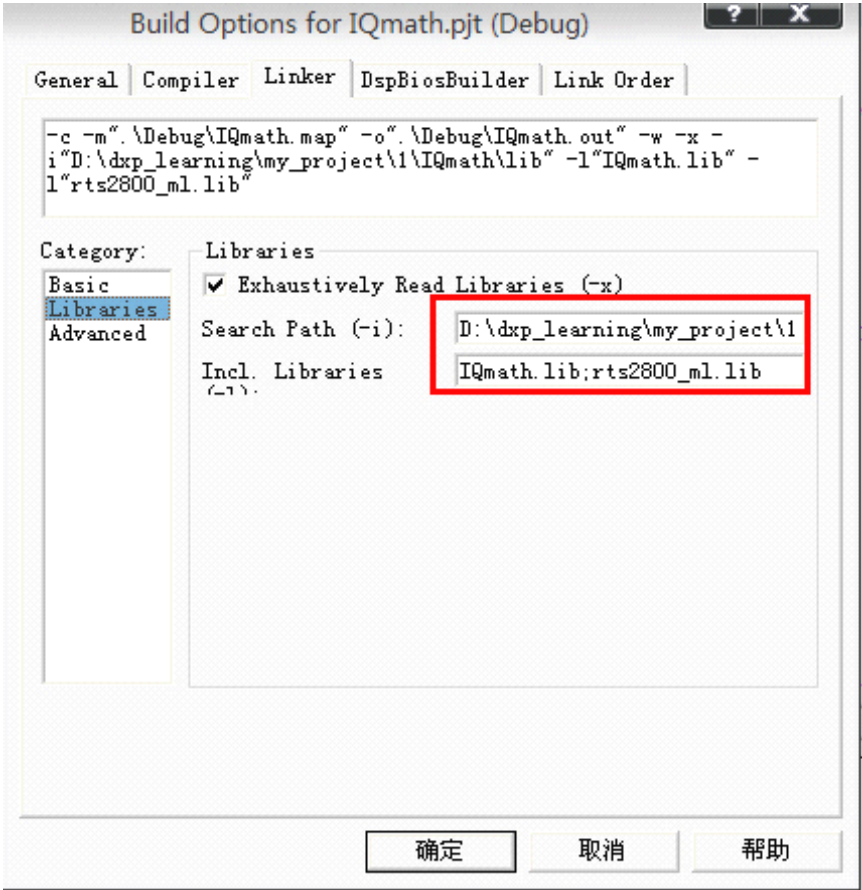 Build Options for IQmath.pjt (Debug)
? X
General Compiler Linker DspBiosBuilder Link Order
-c -m".\Debug\IQmath.map" -o".\Debug\IQmath.out" -w -x -
i"D:\dxp_learning\my_project\1\IQmath\lib" -l"IQmath.lib" -
l"rts2800_ml.lib"
Category:
Basic
Libraries
Advanced
Libraries
Exhaustively Read Libraries (-x)
Search Path (-i): D:\dxp_learning\my_project\1
Incl. Libraries IQmath.lib;rts2800_ml.lib
(-l):
确定 取消 帮助